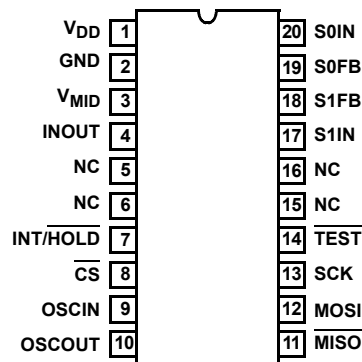 VDD 1
GND 2
VMID 3
INOUT 4
NC 5
NC 6
INT/HOLD 7
CS 8
OSCIN 9
OSCOUT 10
20 S0IN
19 S0FB
18 S1FB
17 S1IN
16 NC
15 NC
14 TEST
13 SCK
12 MOSI
11 MISO